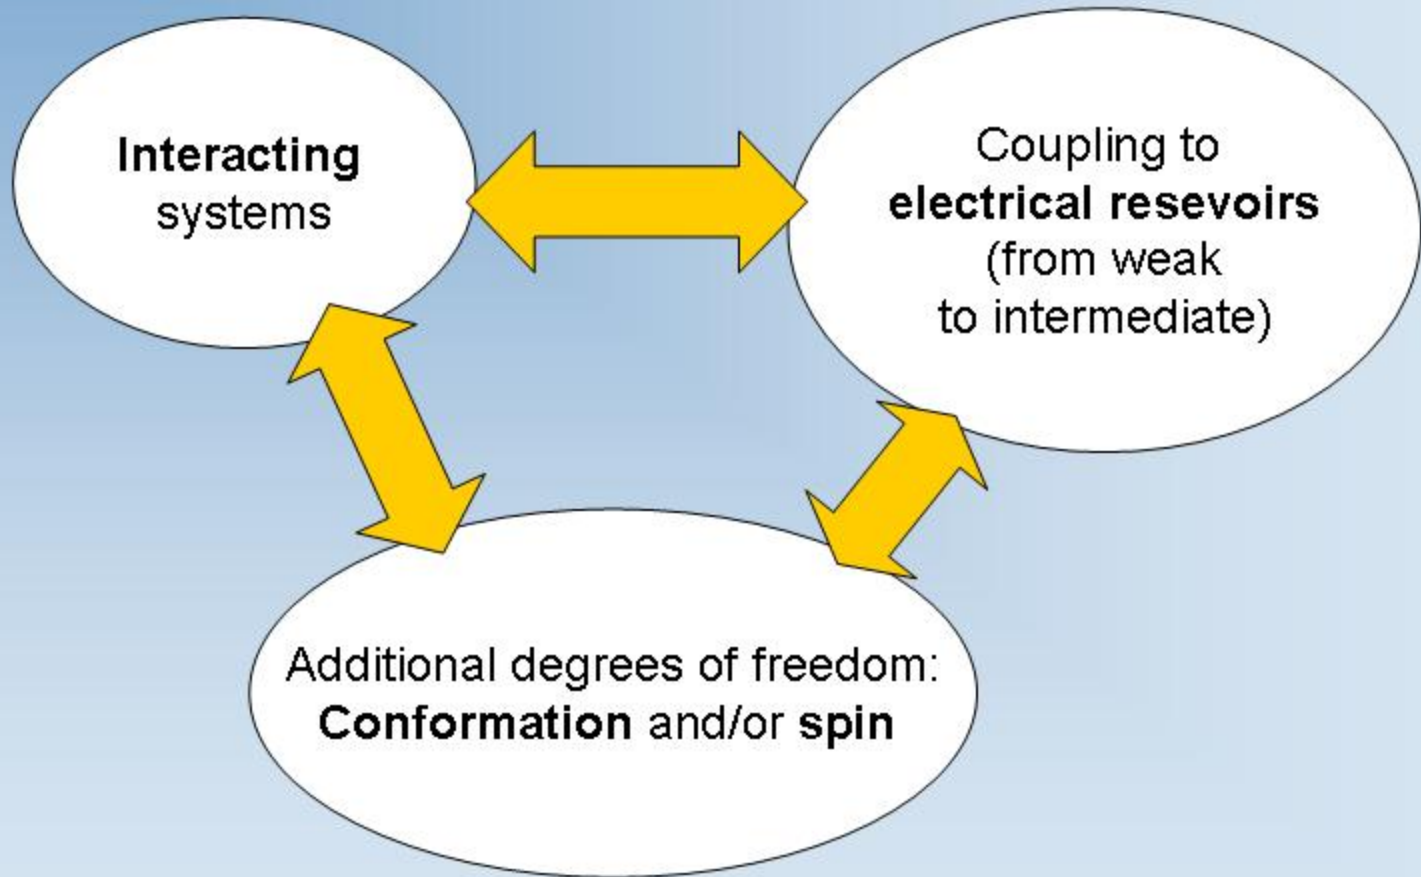 Interacting
systems
Coupling to
electrical resevoirs
(from weak
to intermediate)
Additional degrees of freedom:
Conformation and/or spin